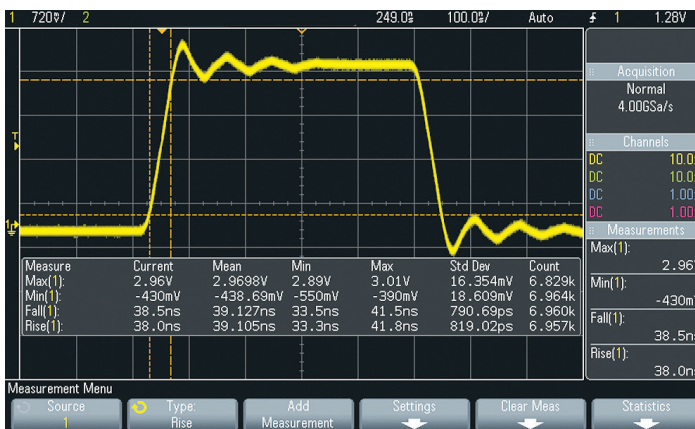 1 720▿/ 2 249.0⅗ 100.0⅗/ Auto 1 1.28V
T
1
Acquisition
Normal
4.00GSa/s
Channels
DC 10.0:
DC 10.0:
DC 1.00:
DC 1.00:
Measurements
Max(1):
2.96
Min(1):
-430m
Fall(1):
38.5n
Rise(1):
38.0n
Measure Current Mean Min Max Std Dev Count
Max(1): 2.96V 2.9698V 2.89V 3.01V 16.354mV 6.829k
Min(1): -430mV -438.69mV -550mV -390mV 18.609mV 6.964k
Fall(1): 38.5ns 39.127ns 33.5ns 41.5ns 790.69ps 6.960k
Rise(1): 38.0ns 39.105ns 33.3ns 41.8ns 819.02ps 6.957k
Measurement Menu
Source Type: Add Settings Clear Meas Statistics
1 Rise Measurement